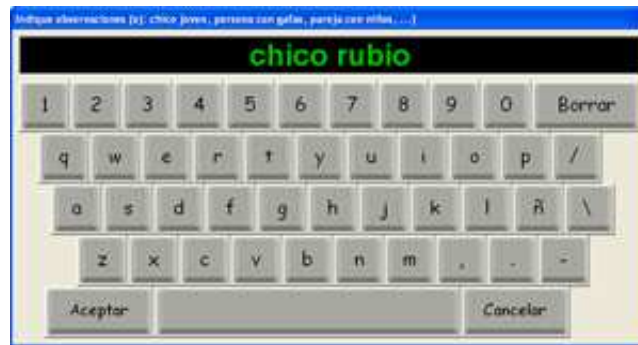 Indique observaciones (ej: chico joven, persona con gafas, pareja con niños, ...)
chico rubio
1 2 3 4 5 6 7 8 9 0 Borrar
q w e r t y u i o p /
a s d f g h j k l ñ \
z x c v b n m , . -
Aceptar Cancelar